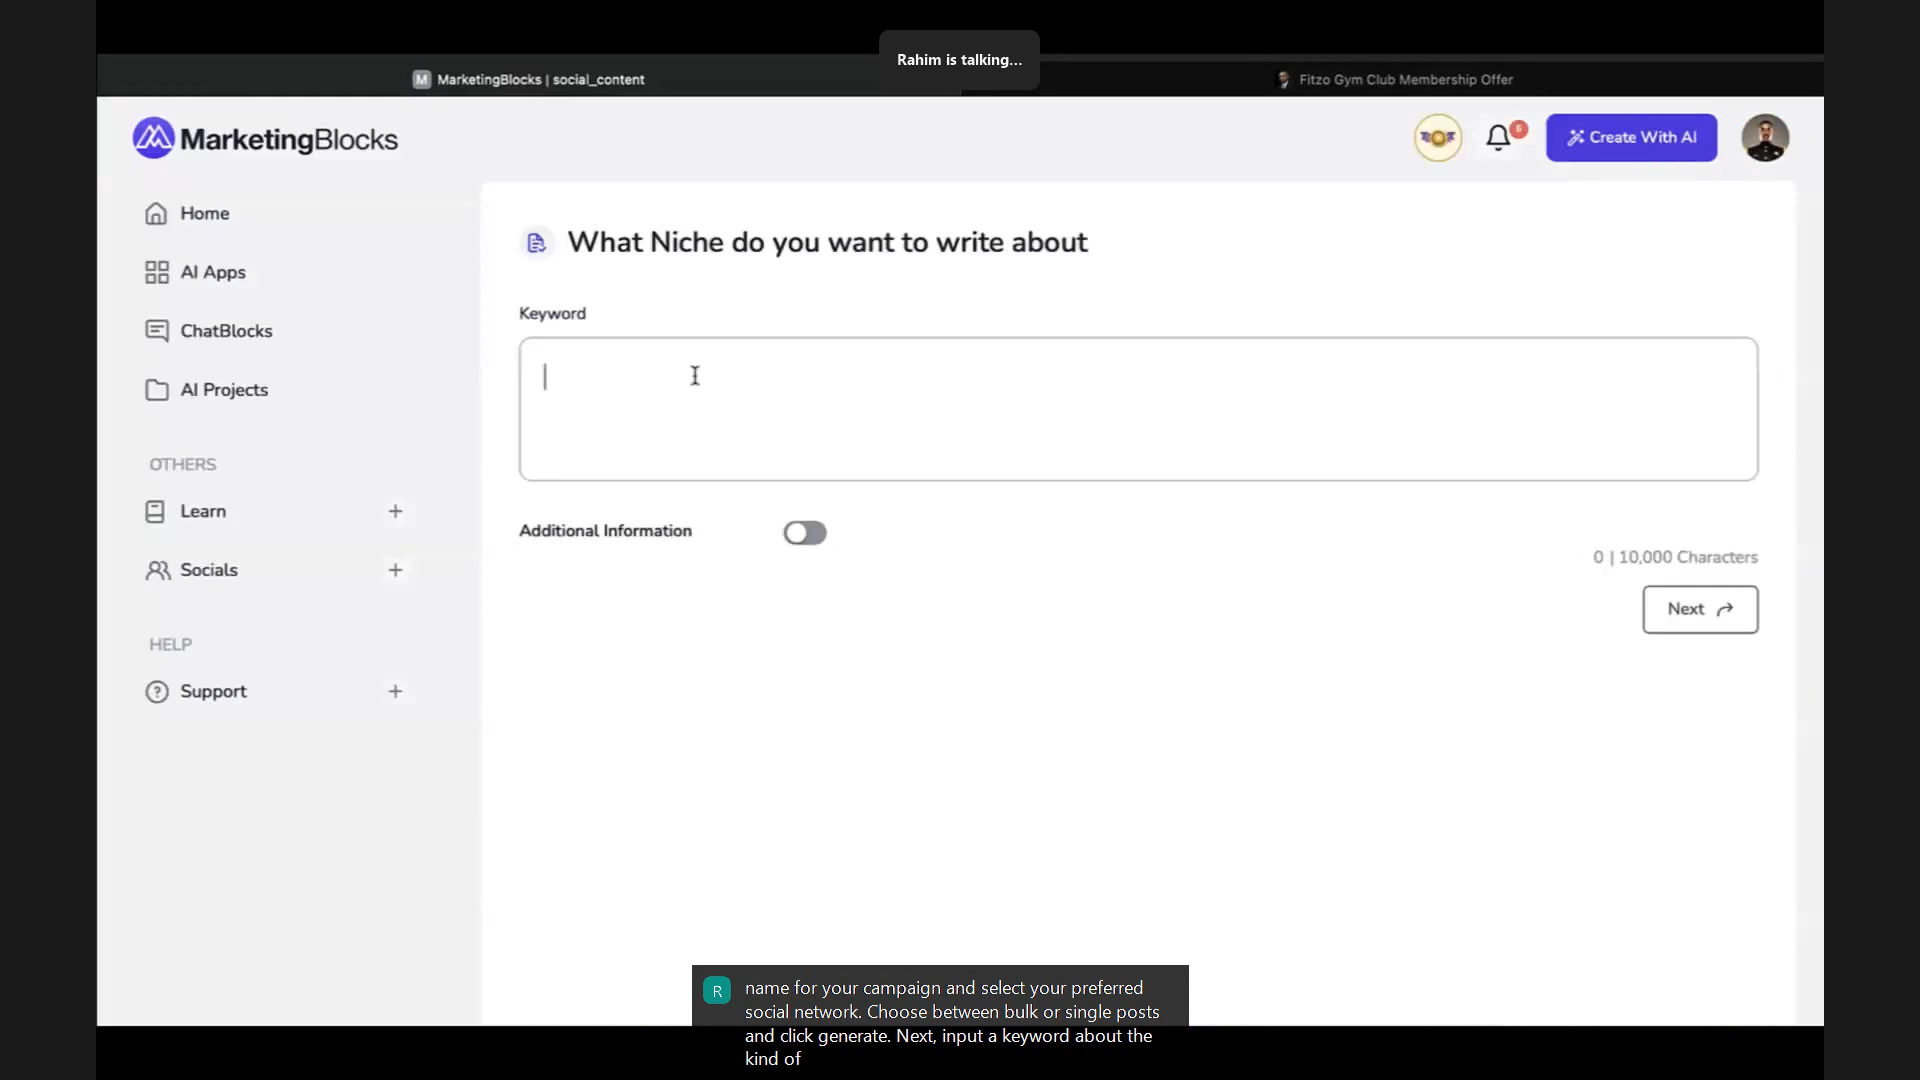 Rahim is talking...
M MarketingBlocks | social_content
Fitzo Gym Club Membership Offer
MarketingBlocks
6
Create With AI
Home
AI Apps
ChatBlocks
AI Projects
OTHERS
Learn
Socials
HELP
Support
What Niche do you want to write about
Keyword
Additional Information
0 | 10,000 Characters
Next
R
name for your campaign and select your preferred
social network. Choose between bulk or single posts
and click generate. Next, input a keyword about the
kind of